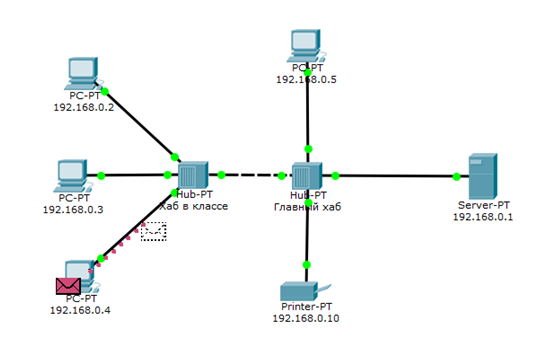 PC-PT
192.168.0.2
PC-PT
192.168.0.3
PC-PT
192.168.0.4
Hub-PT
Хаб в классе
PC-PT
192.168.0.5
Hub-PT
Главный хаб
Printer-PT
192.168.0.10
Server-PT
192.168.0.1